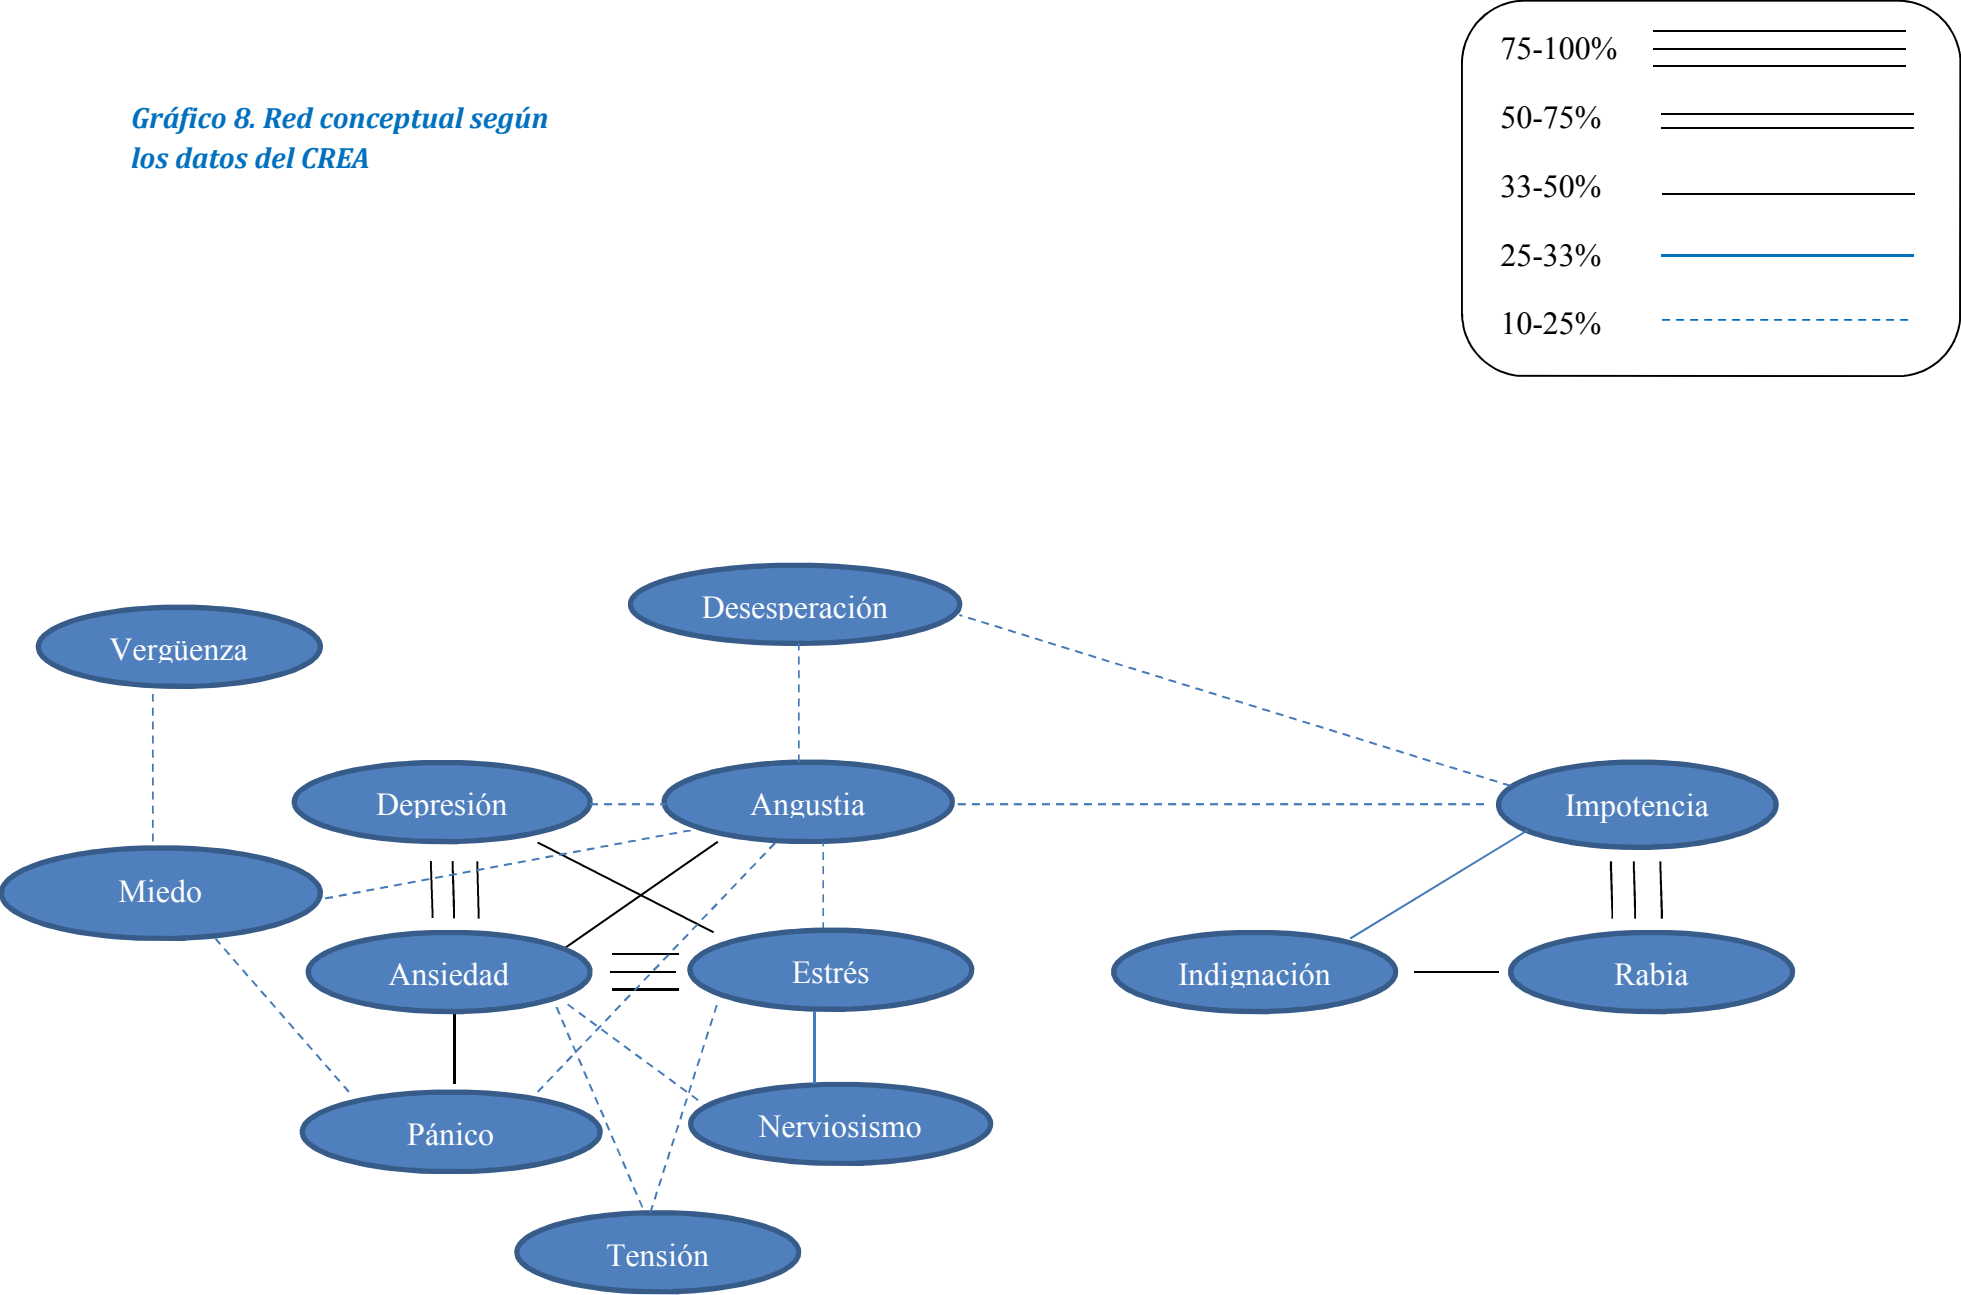 75-100%
50-75%
33-50%
25-33%
10-25%
Gráfico 8. Red conceptual según
los datos del CREA
Desesperación
Vergüenza
Depresión
Angustia
Impotencia
Miedo
Ansiedad
Estrés
Indignación
Rabia
Pánico
Nerviosismo
Tensión